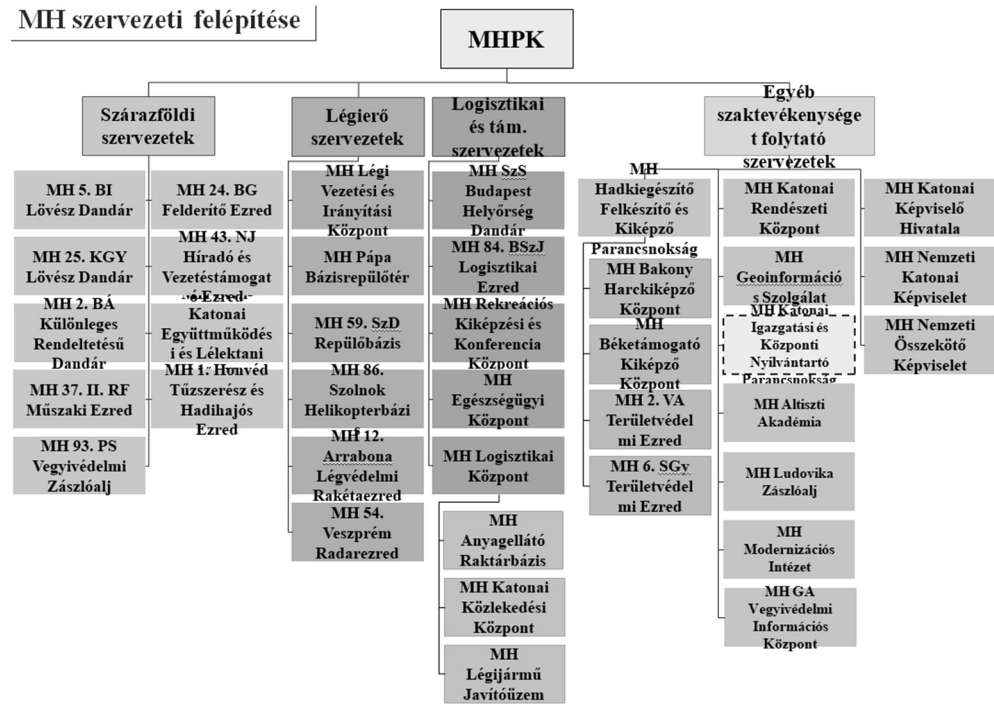 MH szervezeti felépítése
MHPK
Szárazföldi
szervezetek
Légierő
szervezetek
Logisztikai
és tám.
szervezetek
Egyéb
szaktevékenysége
t folytató
szervezetek
MH 5. BI
Lövész Dandár
MH 25. KGY
Lövész Dandár
MH 2. BÁ
Különleges
Rendeltetésű
Dandár
MH 37. II. RF
Műszaki Ezred
MH 93. PS
Vegyivédelmi
Zászlóalj
MH 24. BG
Felderítő Ezred
MH 43. NJ
Híradó és
Vezetéstámogat
ó Ezred
Katonai
Együttműködés
i és Lélektani
MH 1. Honvéd
Tűzszerész és
Hadihajós
Ezred
MH Légi
Vezetési és
Irányítási
Központ
MH Pápa
Bázisrepülőtér
MH 59. SzD
Repülőbázis
MH 86.
Szolnok
Helikopterbázi
s
MH 12.
Arrabona
Légvédelmi
Rakétaezred
MH 54.
Veszprém
Radarezred
MH SzS
Budapest
Helyőrség
Dandár
MH 84. BSzJ
Logisztikai
Ezred
MH Rekreációs
Kiképzési és
Konferencia
Központ
MH
Egészségügyi
Központ
MH Logisztikai
Központ
MH
Anyagellátó
Raktárbázis
MH Katonai
Közlekedési
Központ
MH
Légijármű
Javítóüzem
MH
Hadkiegészítő
Felkészítő és
Kiképző
Parancsnokság
MH Bakony
Harckiképző
Központ
MH
Béketámogató
Kiképző
Központ
MH 2. VA
Területvédel
mi Ezred
MH 6. SGy
Területvédel
mi Ezred
MH Katonai
Rendészeti
Központ
MH
Geoinformáció
s Szolgálat
MH Katonai
Igazgatási és
Központi
Nyilvántartó
Parancsnokság
MH Altiszti
Akadémia
MH Ludovika
Zászlóalj
MH
Modernizációs
Intézet
MH GA
Vegyivédelmi
Információs
Központ
MH Katonai
Képviselő
Hivatala
MH Nemzeti
Katonai
Képviselet
MH Nemzeti
Összekötő
Képviselet